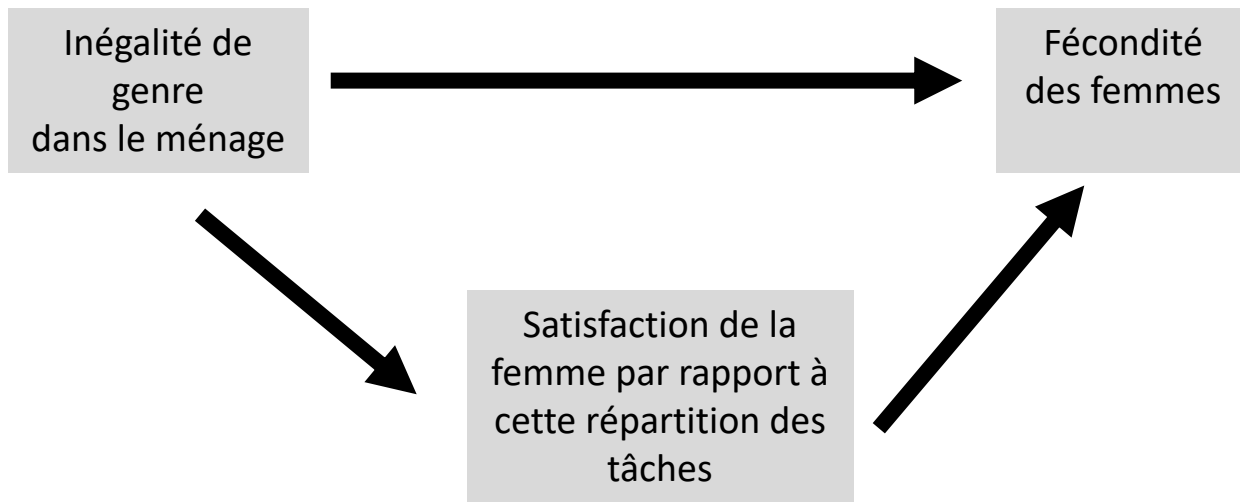 Inégalité de
genre
dans le ménage
Fécondité
des femmes
Satisfaction de la
femme par rapport à
cette répartition des
tâches